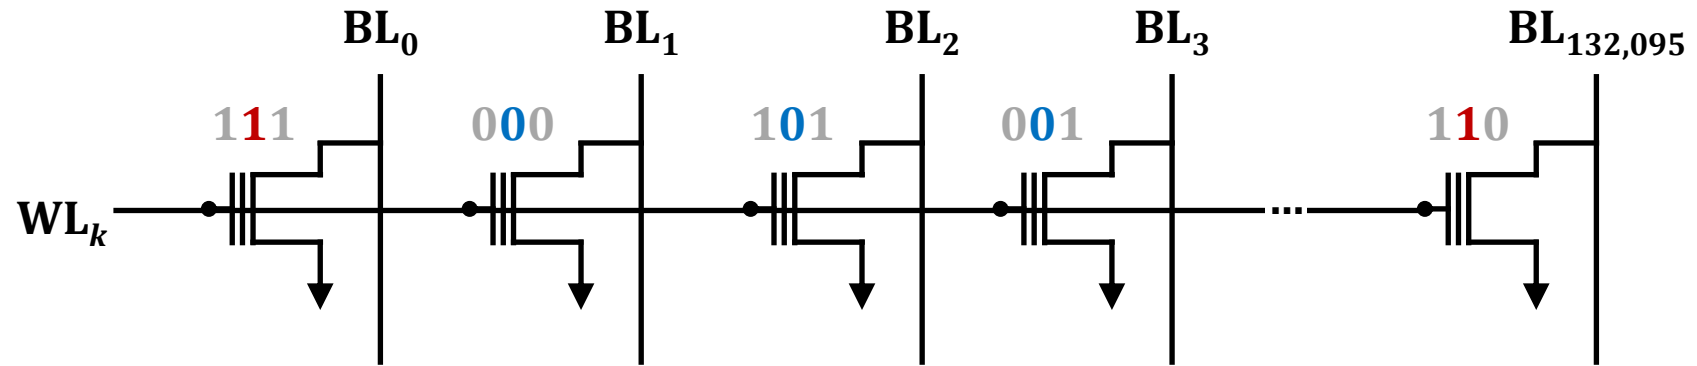 BL₀ BL₁ BL₂ BL₃ BL₁₃₂,₀₉₅
111 000 101 001 110
WLₖ ...